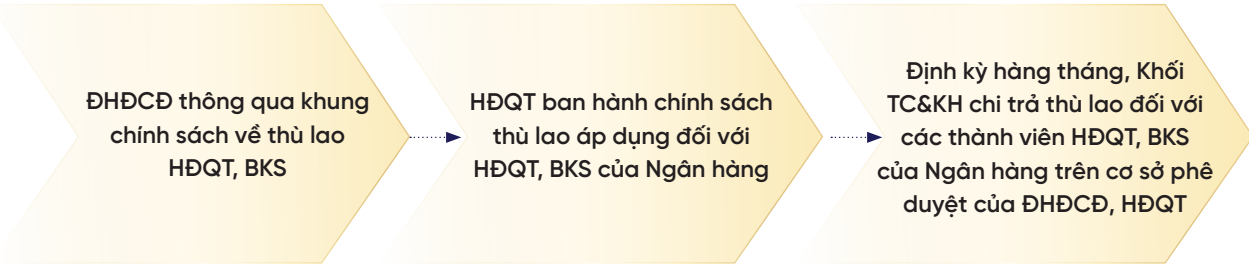 ĐHĐCĐ thông qua khung
chính sách về thù lao
HĐQT, BKS
HĐQT ban hành chính sách
thù lao áp dụng đối với
HĐQT, BKS của Ngân hàng
Định kỳ hàng tháng, Khối
TC&KH chi trả thù lao đối với
các thành viên HĐQT, BKS
của Ngân hàng trên cơ sở phê
duyệt của ĐHĐCĐ, HĐQT